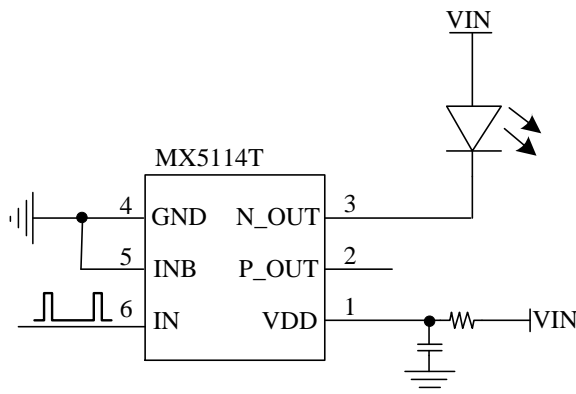 VIN
MX5114T
4 GND N_OUT 3
5 INB P_OUT 2
6 IN VDD 1 VIN